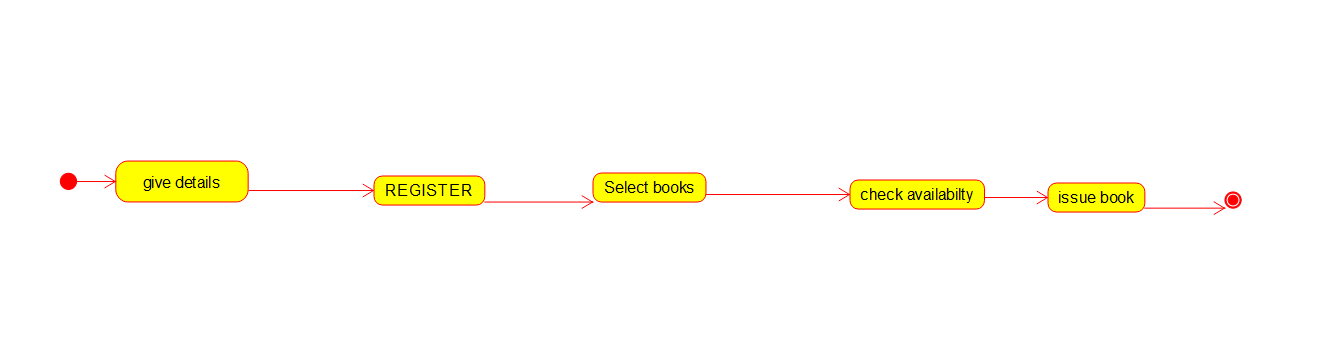 give details
REGISTER
Select books
check availabilty
issue book